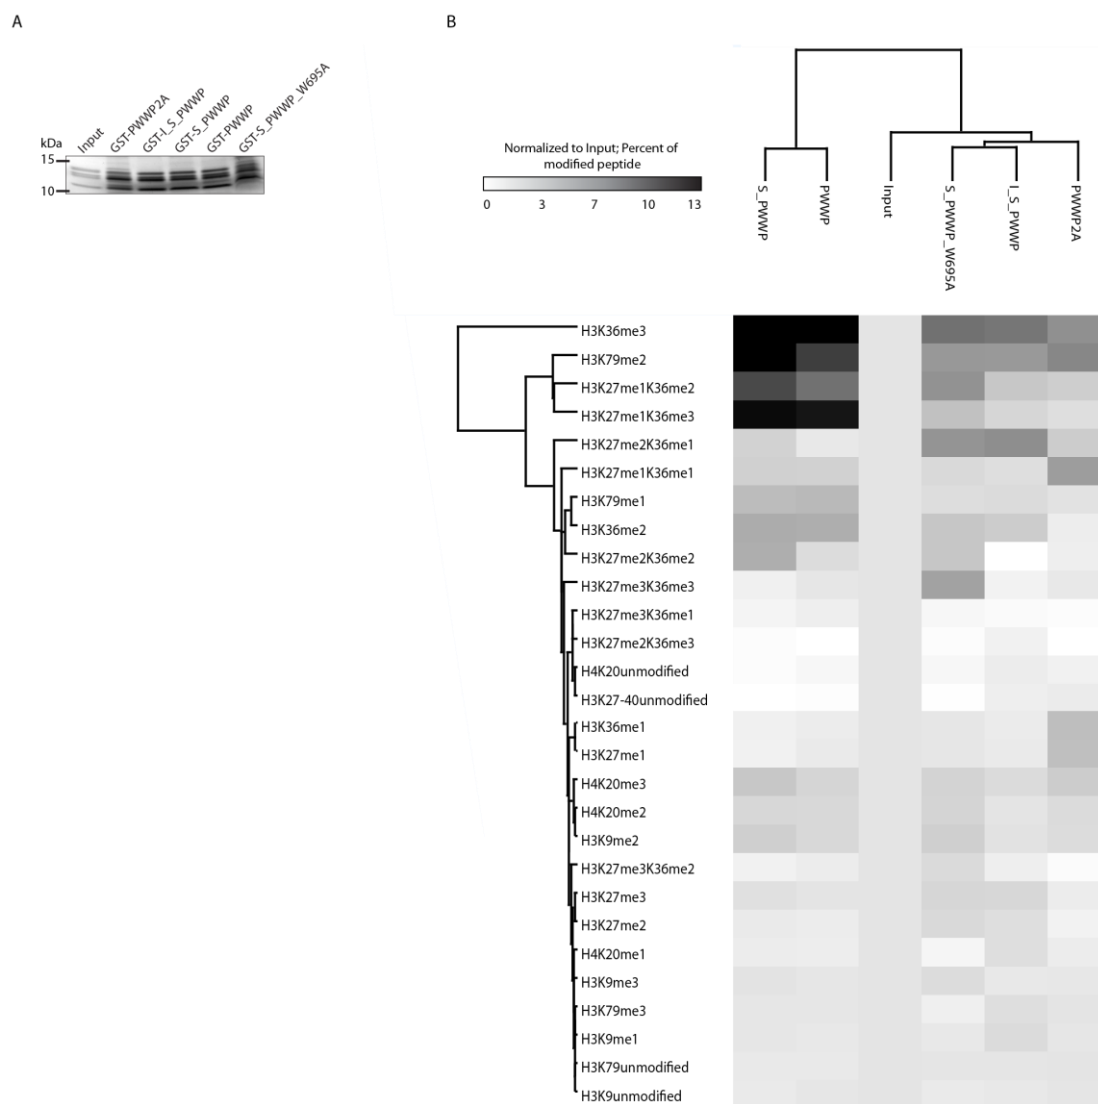 A
B
kDa
Input
GST-PWWP2A
GST-I_S_PWWP
GST-S_PWWP
GST-PWWP
GST-S_PWWP_W695A
15
10
Normalized to Input; Percent of
modified peptide
0 3 7 10 13
S_PWWP
PWWP
Input
S_PWWP_W695A
I_S_PWWP
PWWP2A
H3K36me3
H3K79me2
H3K27me1K36me2
H3K27me1K36me3
H3K27me2K36me1
H3K27me1K36me1
H3K79me1
H3K36me2
H3K27me2K36me2
H3K27me3K36me3
H3K27me3K36me1
H3K27me2K36me3
H4K20unmodified
H3K27-40unmodified
H3K36me1
H3K27me1
H4K20me3
H4K20me2
H3K9me2
H3K27me3K36me2
H3K27me3
H3K27me2
H4K20me1
H3K9me3
H3K79me3
H3K9me1
H3K79unmodified
H3K9unmodified